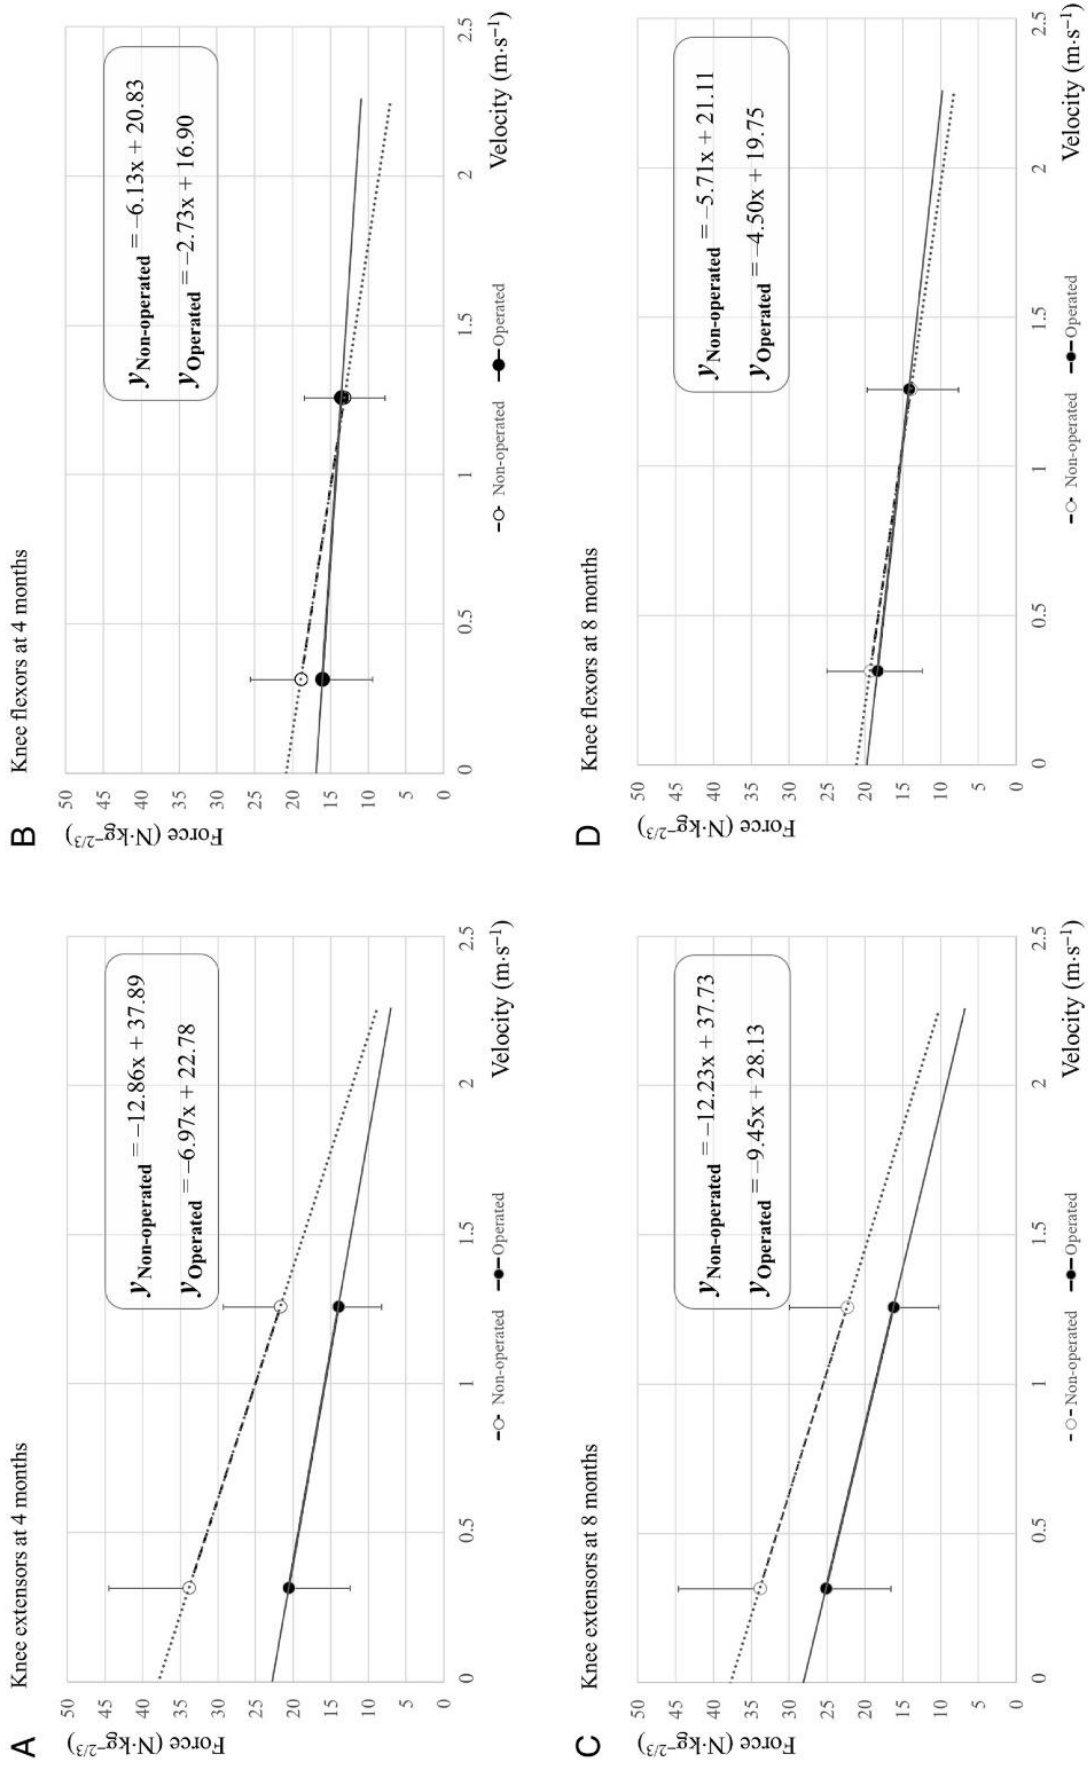 A
Knee extensors at 4 months
Force (N·kg⁻²/³)
50
45
40
35
30
25
20
15
10
5
0
0
0.5
1
1.5
2
2.5
Velocity (m·s⁻¹)
yNon-operated = −12.86x + 37.89
yOperated = −6.97x + 22.78
Non-operated
Operated
B
Knee flexors at 4 months
Force (N·kg⁻²/³)
50
45
40
35
30
25
20
15
10
5
0
0
0.5
1
1.5
2
2.5
Velocity (m·s⁻¹)
yNon-operated = −6.13x + 20.83
yOperated = −2.73x + 16.90
Non-operated
Operated
C
Knee extensors at 8 months
Force (N·kg⁻²/³)
50
45
40
35
30
25
20
15
10
5
0
0
0.5
1
1.5
2
2.5
Velocity (m·s⁻¹)
yNon-operated = −12.23x + 37.73
yOperated = −9.45x + 28.13
Non-operated
Operated
D
Knee flexors at 8 months
Force (N·kg⁻²/³)
50
45
40
35
30
25
20
15
10
5
0
0
0.5
1
1.5
2
2.5
Velocity (m·s⁻¹)
yNon-operated = −5.71x + 21.11
yOperated = −4.50x + 19.75
Non-operated
Operated